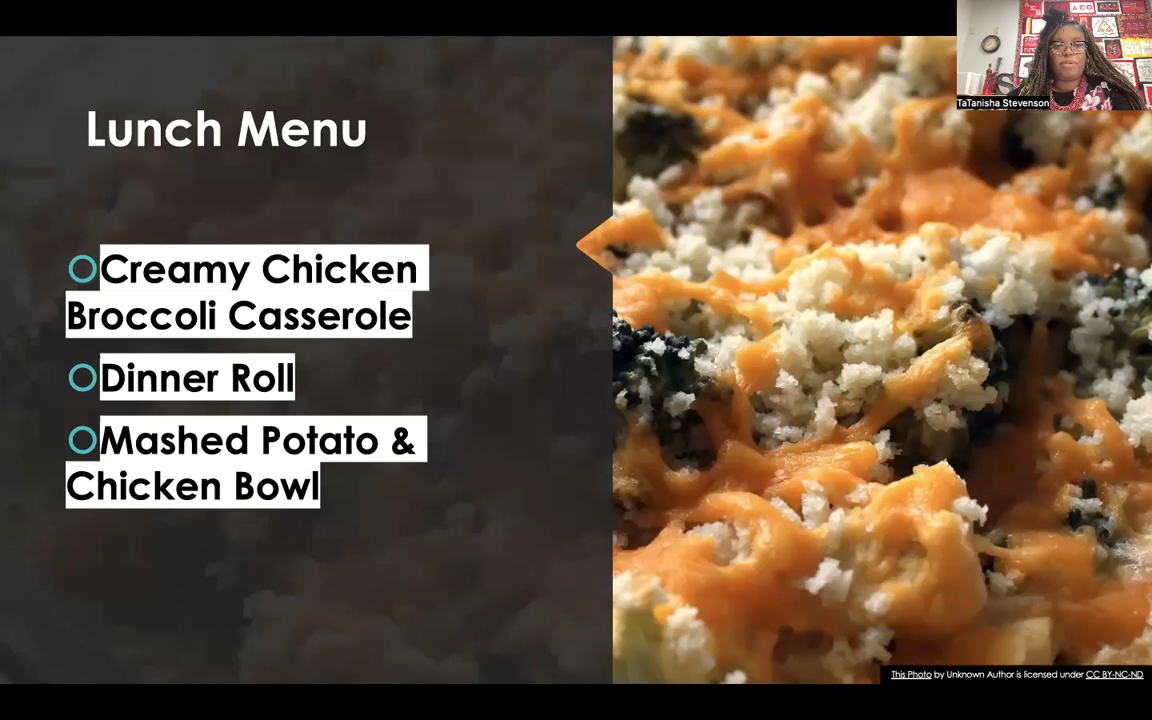 TaTanisha Stevenson
Lunch Menu
Creamy Chicken
Broccoli Casserole
Dinner Roll
Mashed Potato &
Chicken Bowl
This Photo by Unknown Author is licensed under CC BY-NC-ND